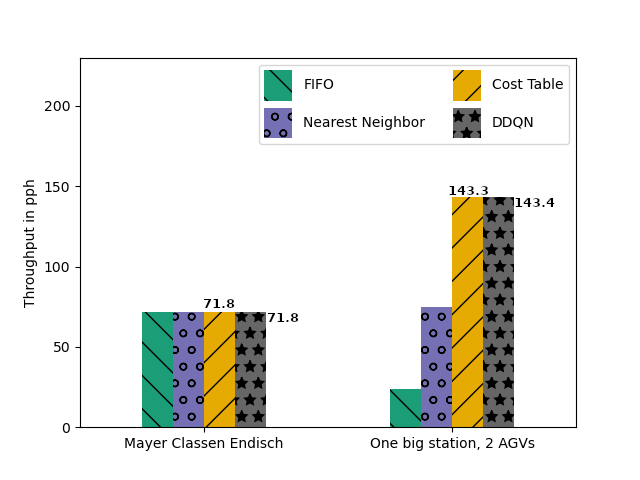 FIFO
Nearest Neighbor
Cost Table
DDQN
Throughput in pph
200
150
100
50
0
71.8
71.8
143.3
143.4
Mayer Classen Endisch
One big station, 2 AGVs